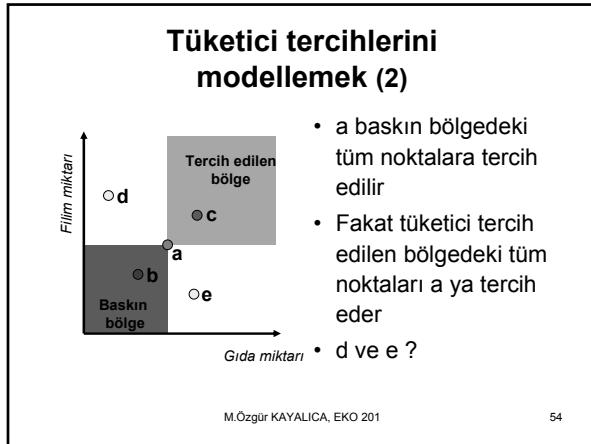 Tüketici tercihlerini
modellemek (2)
Filim miktarı
Tercih edilen
bölge
d
c
a
b
e
Baskın
bölge
Gıda miktarı
• a baskın bölgedeki
tüm noktalara tercih
edilir
• Fakat tüketici tercih
edilen bölgedeki tüm
noktaları a ya tercih
eder
• d ve e ?
M.Özgür KAYALICA, EKO 201
54